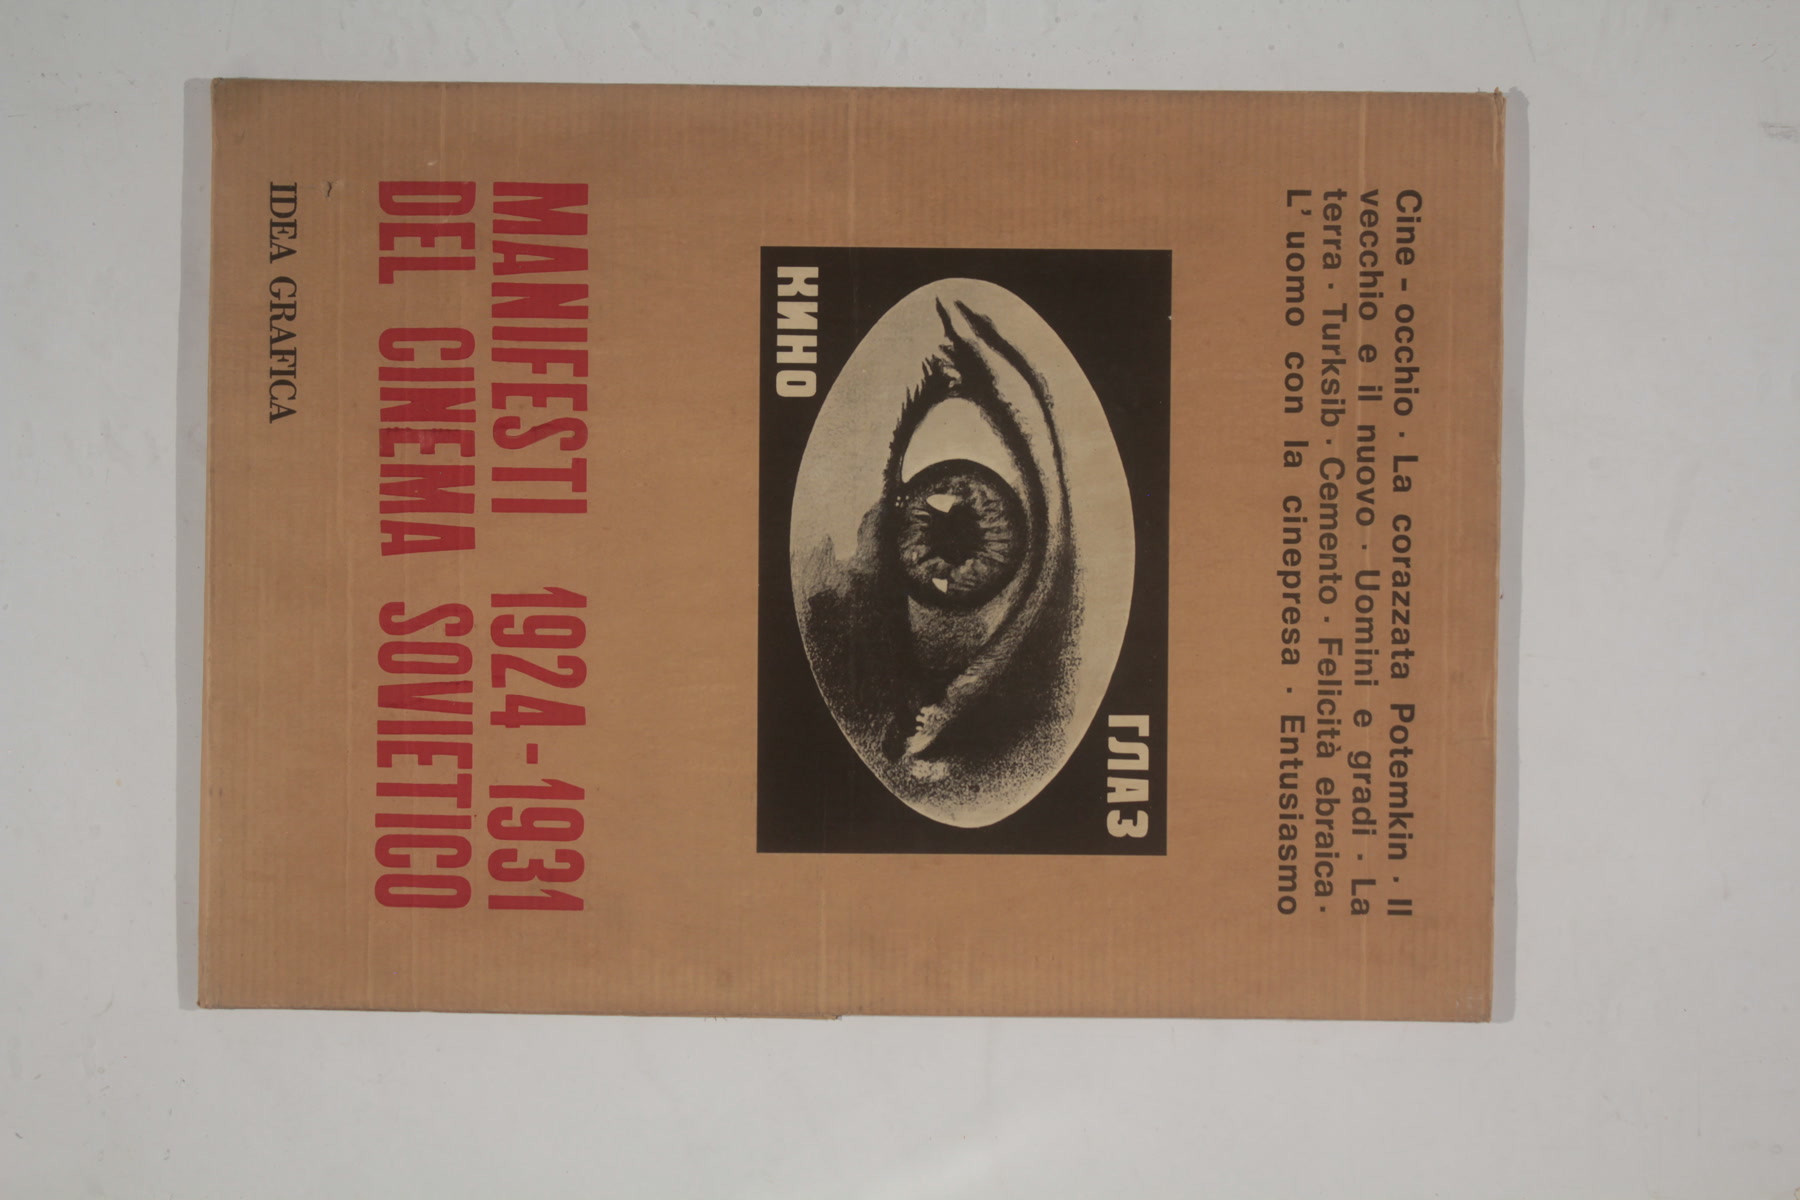 Cine - occhio · La corazzata Potemkin · Il
vecchio e il nuovo · Uomini e gradi · La
terra · Turksib · Cemento · Felicità ebraica ·
L'uomo con la cinepresa · Entusiasmo
ГЛАЗ
КИНО
MANIFESTI 1924-1931
DEL CINEMA SOVIETICO
IDEA GRAFICA